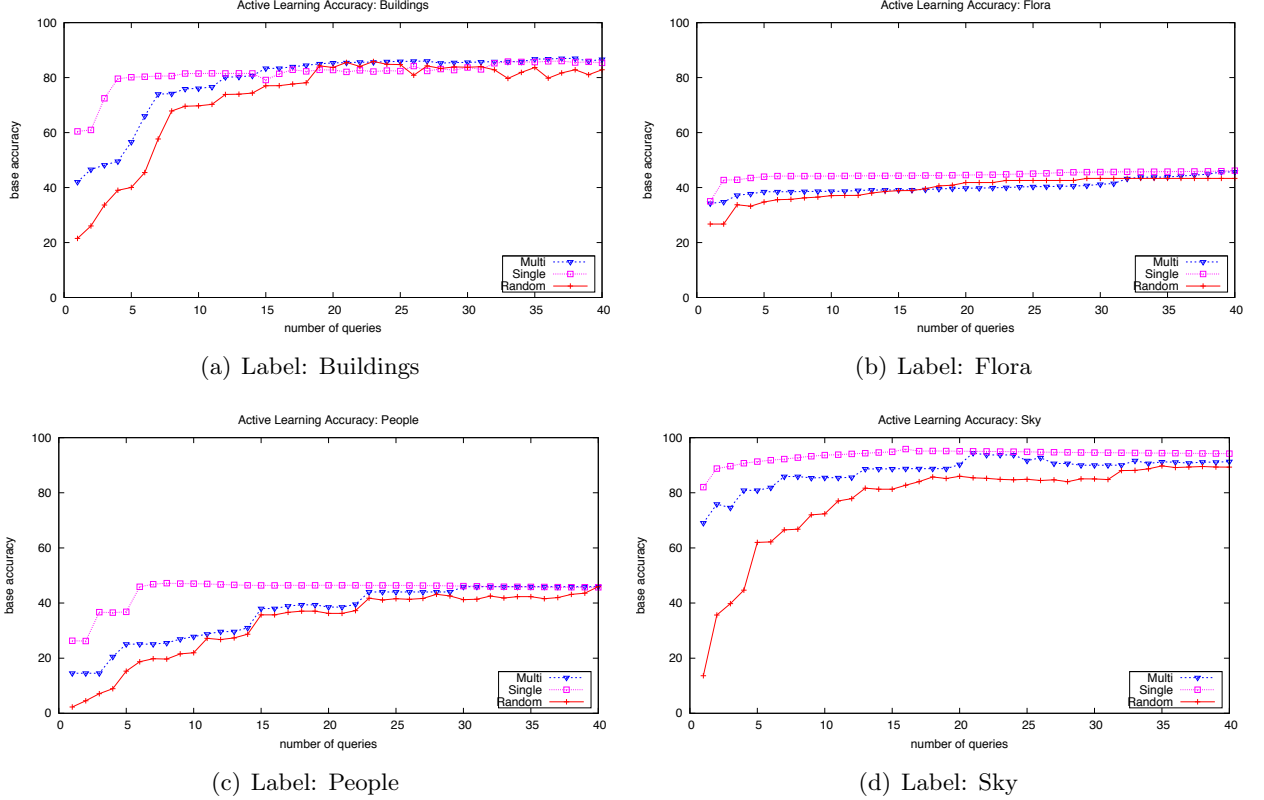 Active Learning Accuracy: Buildings
100
80
60
40
20
0
base accuracy
0 5 10 15 20 25 30 35 40
number of queries
Multi
Single
Random
(a) Label: Buildings
Active Learning Accuracy: Flora
100
80
60
40
20
0
base accuracy
0 5 10 15 20 25 30 35 40
number of queries
Multi
Single
Random
(b) Label: Flora
Active Learning Accuracy: People
100
80
60
40
20
0
base accuracy
0 5 10 15 20 25 30 35 40
number of queries
Multi
Single
Random
(c) Label: People
Active Learning Accuracy: Sky
100
80
60
40
20
0
base accuracy
0 5 10 15 20 25 30 35 40
number of queries
Multi
Single
Random
(d) Label: Sky